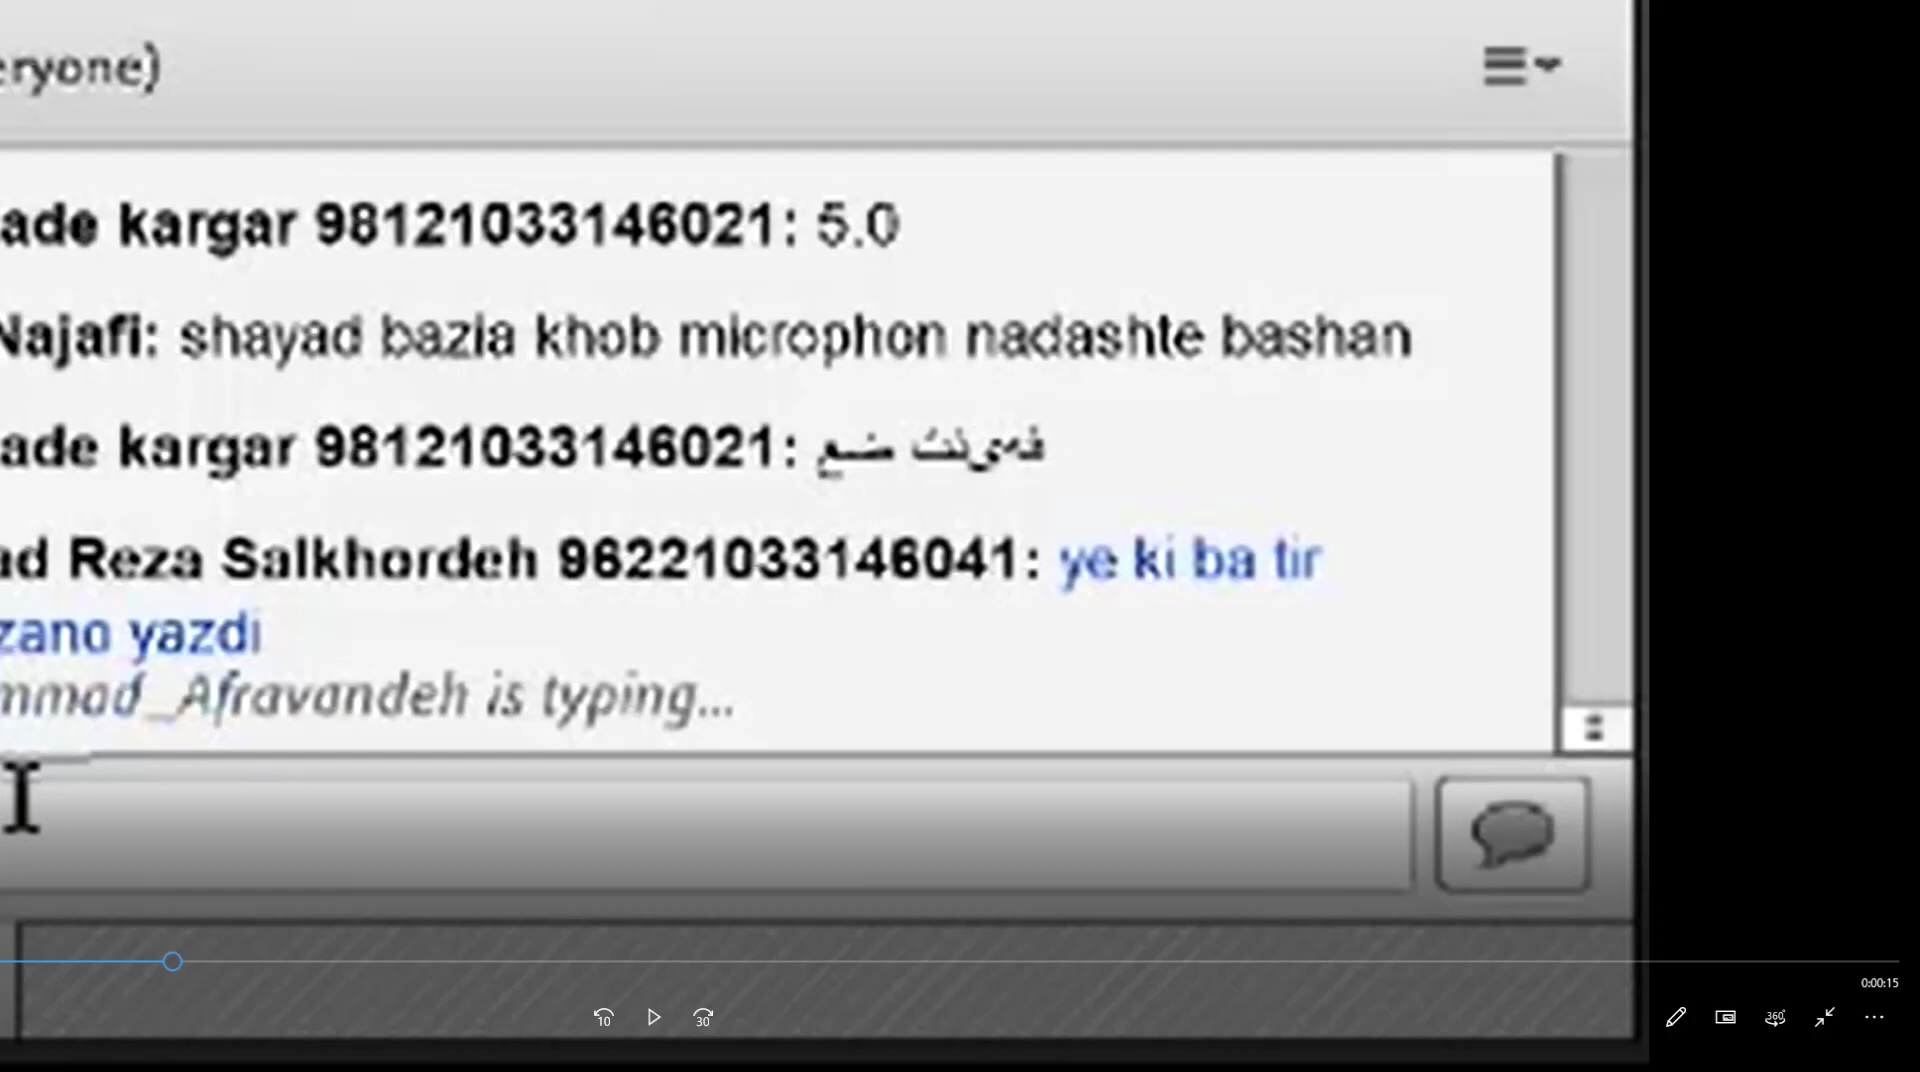 eryone)
ade kargar 98121033146021: 5.0
Najafi: shayad bazia khob microphon nadashte bashan
ade kargar 98121033146021:
ad Reza Salkhordeh 96221033146041: ye ki ba tir
zano yazdi
mmad_Afravandeh is typing...
0:00:15
10
30
360